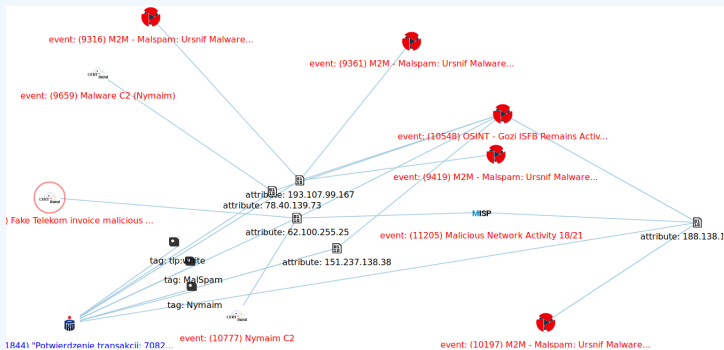 event: (9316) M2M - Malspam: Ursnif Malware...
event: (9361) M2M - Malspam: Ursnif Malware...
event: (9659) Malware C2 (Nymaim)
event: (10548) OSINT - Gozi ISFB Remains Activ...
event: (9419) M2M - Malspam: Ursnif Malware...
attribute: 193.107.99.167
attribute: 78.40.139.73
) Fake Telekom invoice malicious ...
attribute: 62.100.255.25
MISP
event: (11205) Malicious Network Activity 18/21
attribute: 188.138.1
tag: tlp:white
attribute: 151.237.138.38
tag: MalSpam
tag: Nymaim
event: (10777) Nymaim C2
1844) "Potwierdzenie transakcji: 7082...
event: (10197) M2M - Malspam: Ursnif Malware...